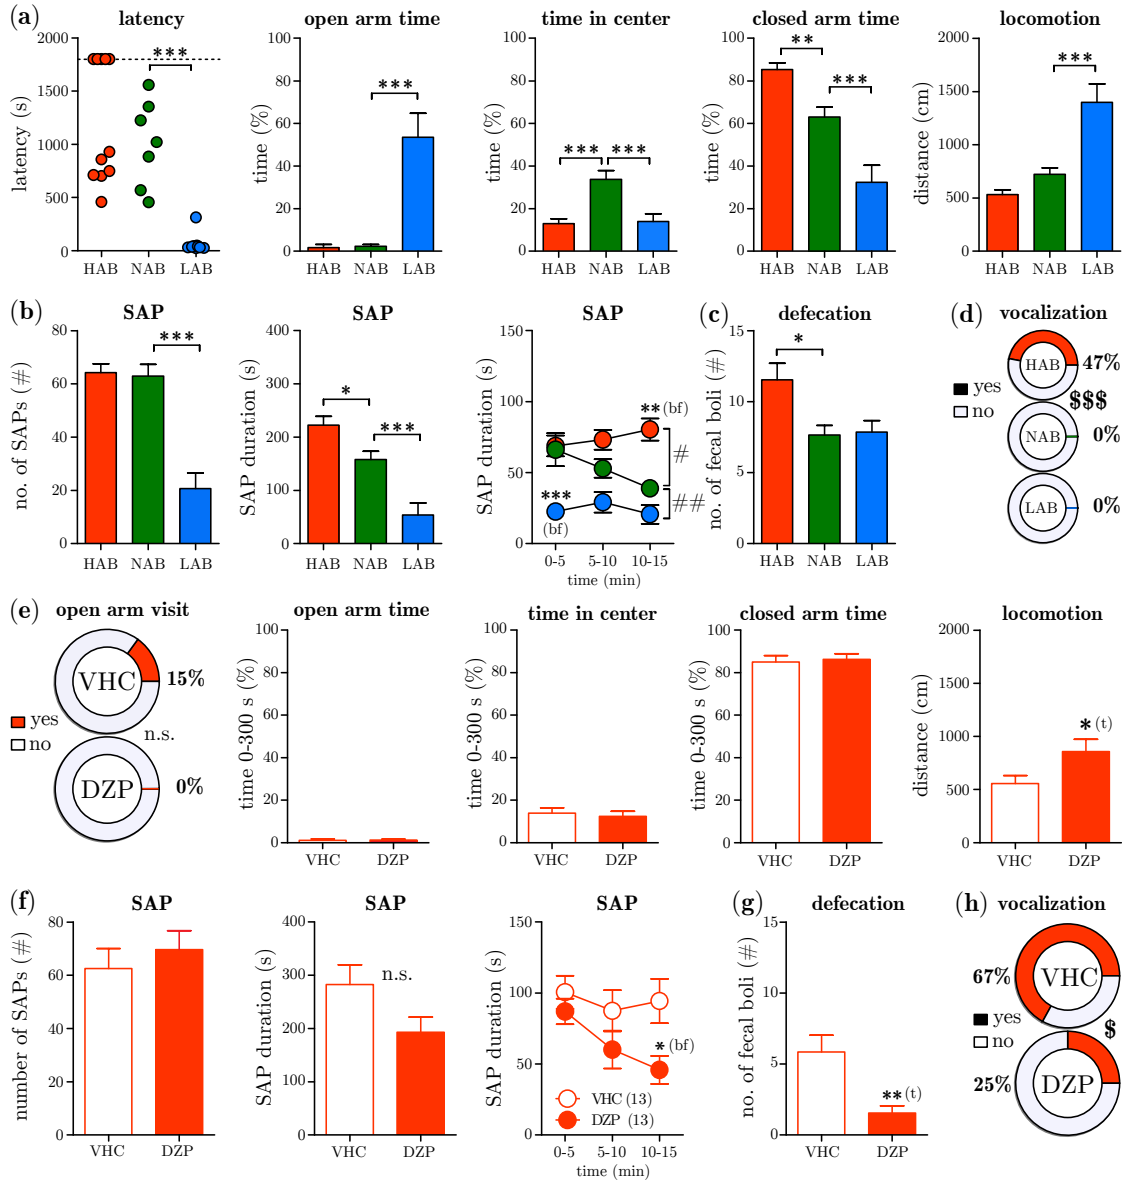 (a)
latency
latency (s)
2000
1500
1000
500
0
***
HAB NAB LAB
open arm time
time (%)
100
80
60
40
20
0
***
HAB NAB LAB
time in center
time (%)
100
80
60
40
20
0
*** ***
HAB NAB LAB
closed arm time
time (%)
100
80
60
40
20
0
**
***
HAB NAB LAB
locomotion
distance (cm)
2000
1500
1000
500
0
***
HAB NAB LAB
(b)
SAP
no. of SAPs (#)
80
60
40
20
0
***
HAB NAB LAB
SAP
SAP duration (s)
400
300
200
100
0
*
***
HAB NAB LAB
SAP
SAP duration (s)
150
100
50
0
** (bf)
#
***
(bf)
##
0-5 5-10 10-15
time (min)
(c)
defecation
no. of fecal boli (#)
15
10
5
0
*
HAB NAB LAB
(d)
vocalization
HAB 47%
yes
no
$$$
NAB 0%
LAB 0%
(e)
open arm visit
VHC 15%
yes
no
n.s.
DZP 0%
open arm time
time 0-300 s (%)
100
80
60
40
20
0
VHC DZP
time in center
time 0-300 s (%)
100
80
60
40
20
0
VHC DZP
closed arm time
time 0-300 s (%)
100
80
60
40
20
0
VHC DZP
locomotion
distance (cm)
2000
1500
1000
500
0
* (t)
VHC DZP
(f)
SAP
number of SAPs (#)
80
60
40
20
0
VHC DZP
SAP
SAP duration (s)
400
300
200
100
0
n.s.
VHC DZP
SAP
SAP duration (s)
150
100
50
0
* (bf)
VHC (13)
DZP (13)
0-5 5-10 10-15
time (min)
(g)
defecation
no. of fecal boli (#)
15
10
5
0
** (t)
VHC DZP
(h)
vocalization
67% VHC
yes
no
$
25% DZP